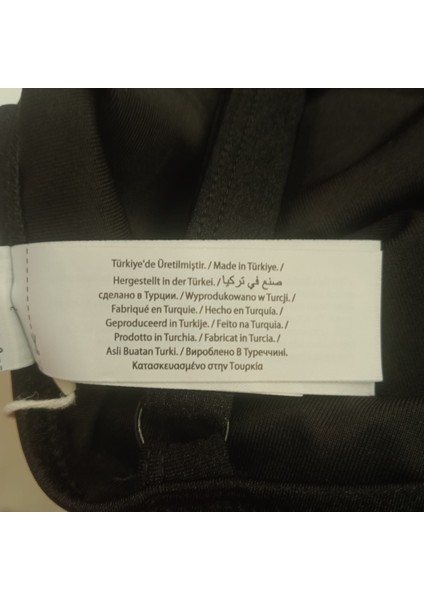 Türkiye'de Üretilmiştir. / Made in Türkiye. /
Hergestellt in der Türkei. / صنع في تركيا /
сделано в Турции. / Wyprodukowano w Turcji. /
Fabriqué en Turquie. / Hecho en Turquía. /
Geproduceerd in Turkije. / Feito na Turquia. /
Prodotto in Turchia. / Fabricat in Turcia. /
Asli Buatan Turki. / Вироблено В Туреччині.
Κατασκευασμένο στην Τουρκία